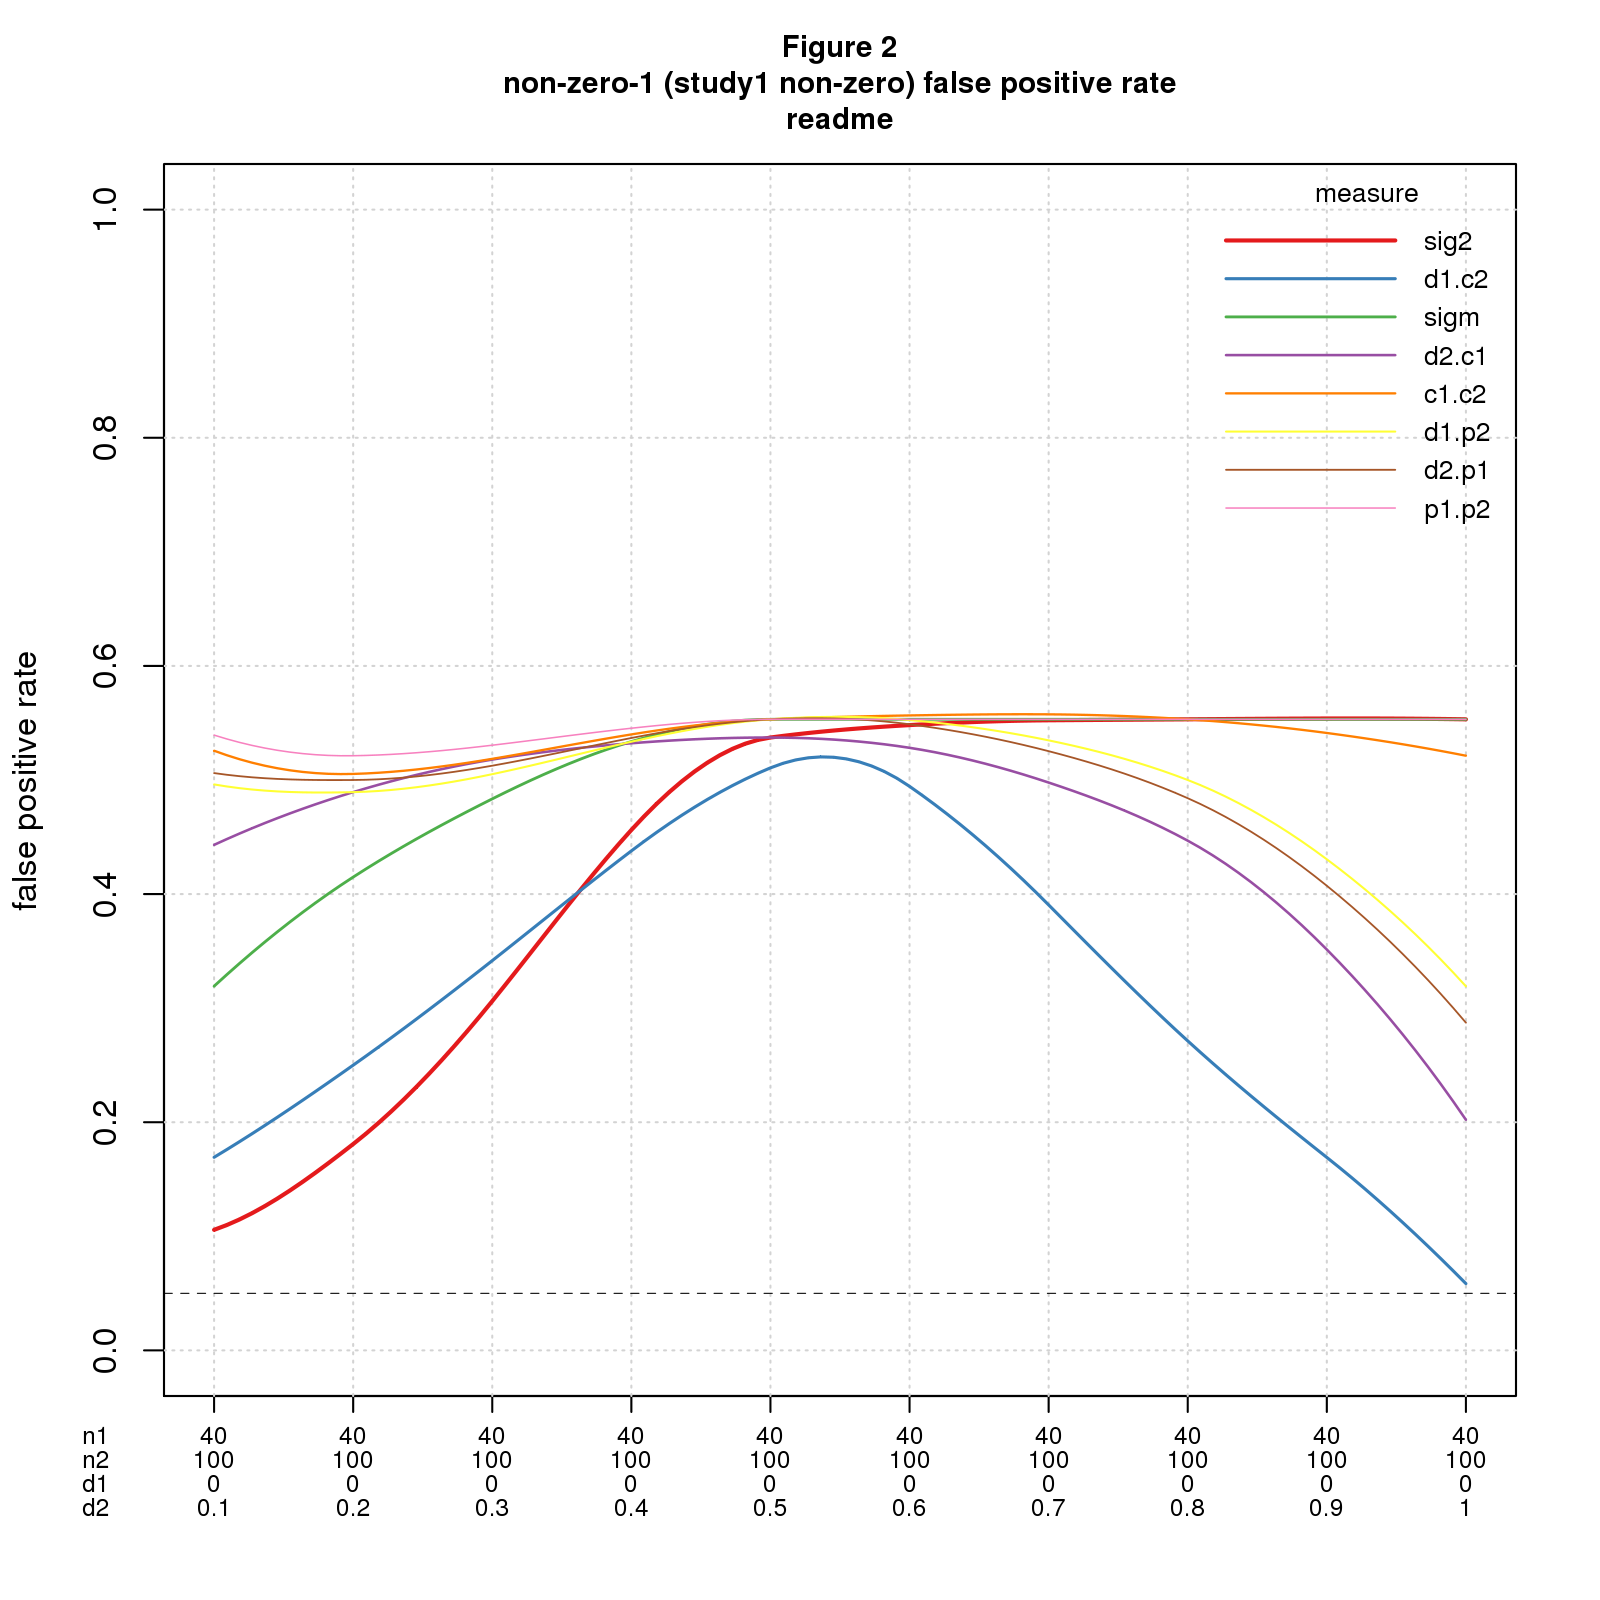 Figure 2
non-zero-1 (study1 non-zero) false positive rate
readme
measure
sig2
d1.c2
sigm
d2.c1
c1.c2
d1.p2
d2.p1
p1.p2
false positive rate
1.0
0.8
0.6
0.4
0.2
0.0
n1 40 40 40 40 40 40 40 40 40 40
n2 100 100 100 100 100 100 100 100 100 100
d1 0 0 0 0 0 0 0 0 0 0
d2 0.1 0.2 0.3 0.4 0.5 0.6 0.7 0.8 0.9 1